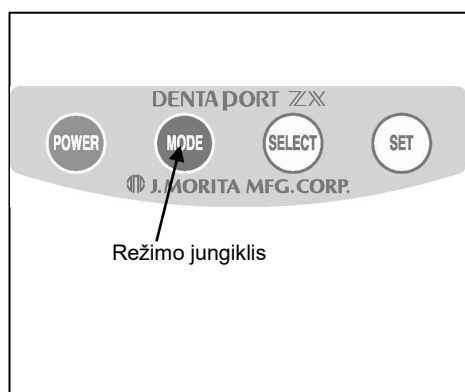 DENTAPORT ZX
POWER MODE SELECT SET
J. MORITA MFG. CORP.
Režimo jungiklis